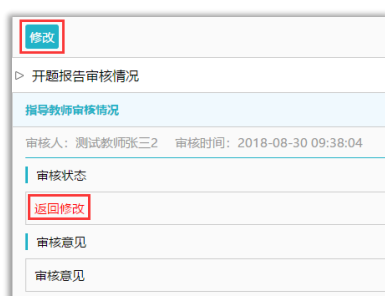 修改
开题报告审核情况
指导教师审核情况
审核人：测试教师张三2 审核时间：2018-08-30 09:38:04
审核状态
返回修改
审核意见
审核意见